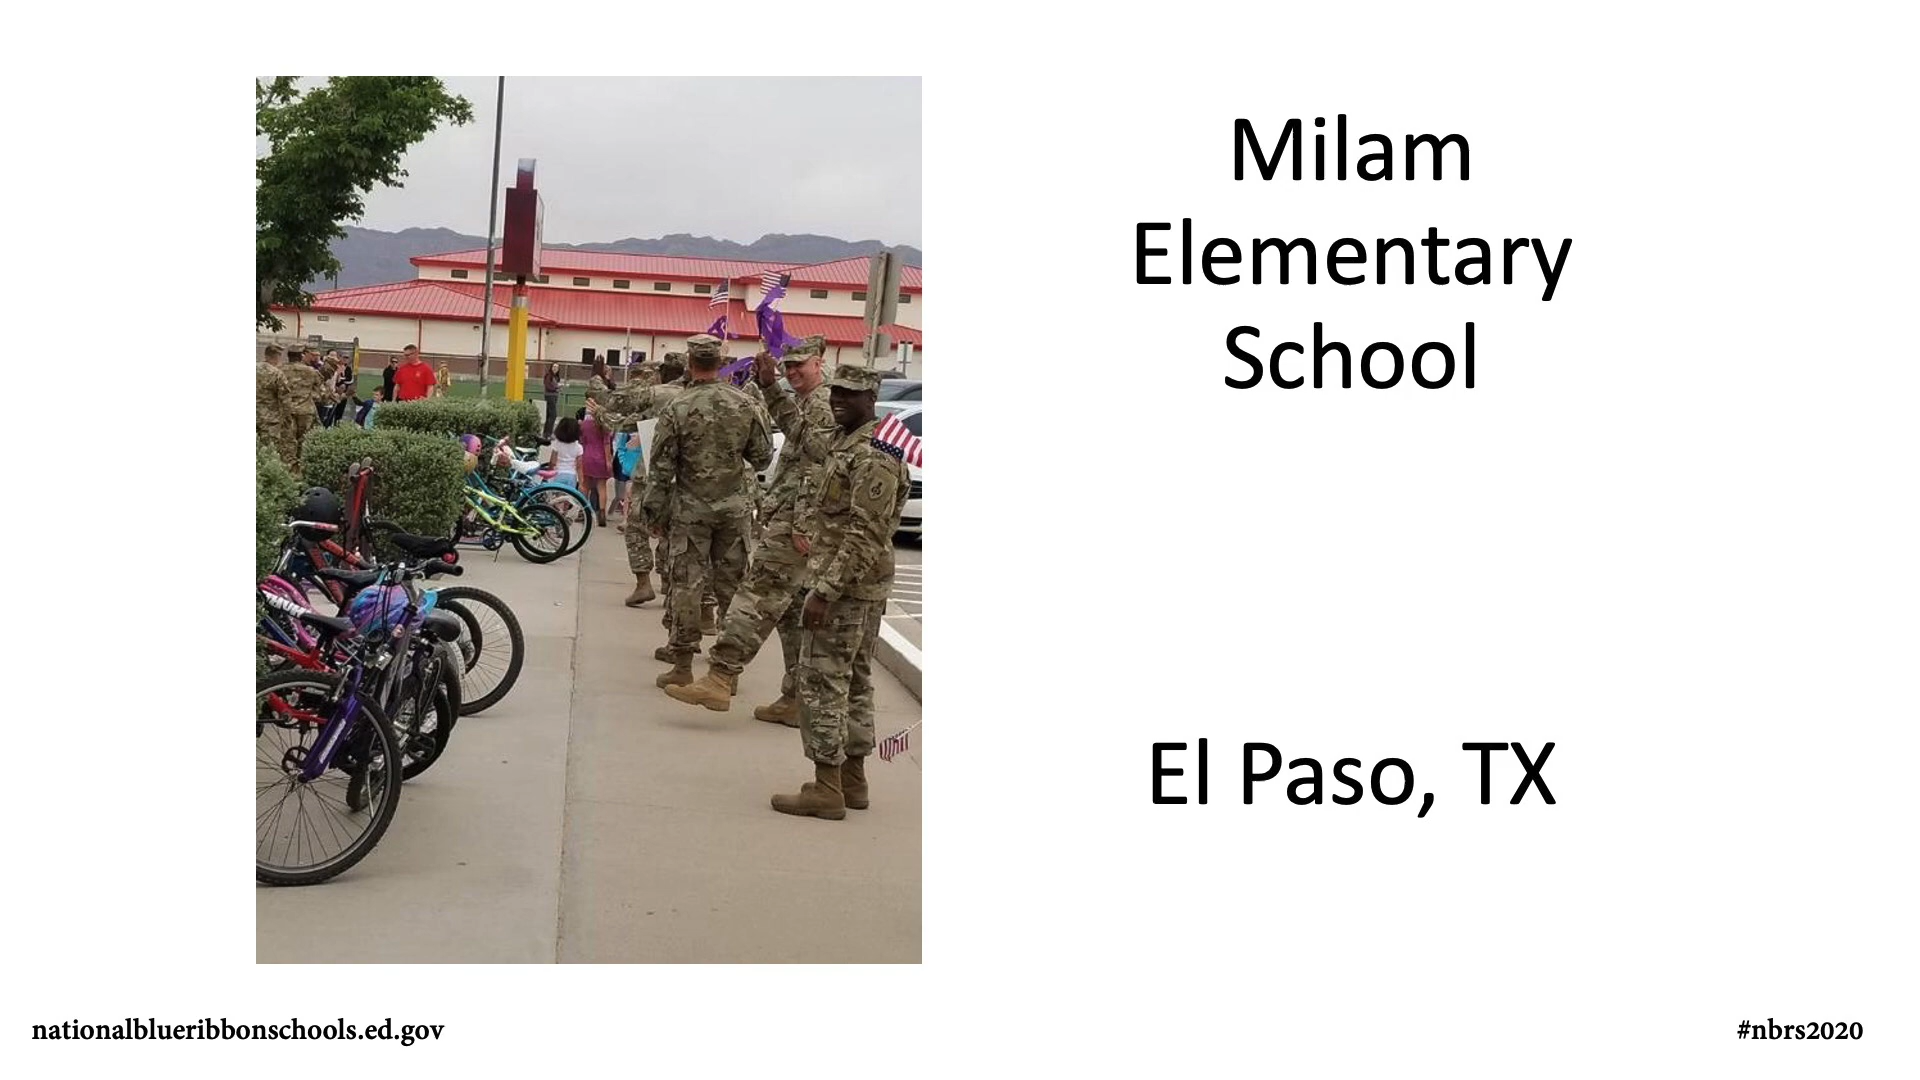 Milam
Elementary
School
El Paso, TX
nationalblueribbonschools.ed.gov
#nbrs2020